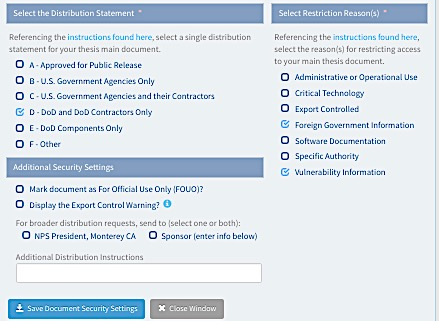 Select the Distribution Statement *
Referencing the instructions found here, select a single distribution
statement for your thesis main document.
A - Approved for Public Release
B - U.S. Government Agencies Only
C - U.S. Government Agencies and their Contractors
D - DoD and DoD Contractors Only
E - DoD Components Only
F - Other
Additional Security Settings
Mark document as For Official Use Only (FOUO)?
Display the Export Control Warning?
For broader distribution requests, send to (select one or both):
NPS President, Monterey CA Sponsor (enter info below)
Additional Distribution Instructions
Save Document Security Settings
Close Window
Select Restriction Reason(s) *
Referencing the instructions found here,
select the reason(s) for restricting access
to your main thesis document.
Administrative or Operational Use
Critical Technology
Export Controlled
Foreign Government Information
Software Documentation
Specific Authority
Vulnerability Information